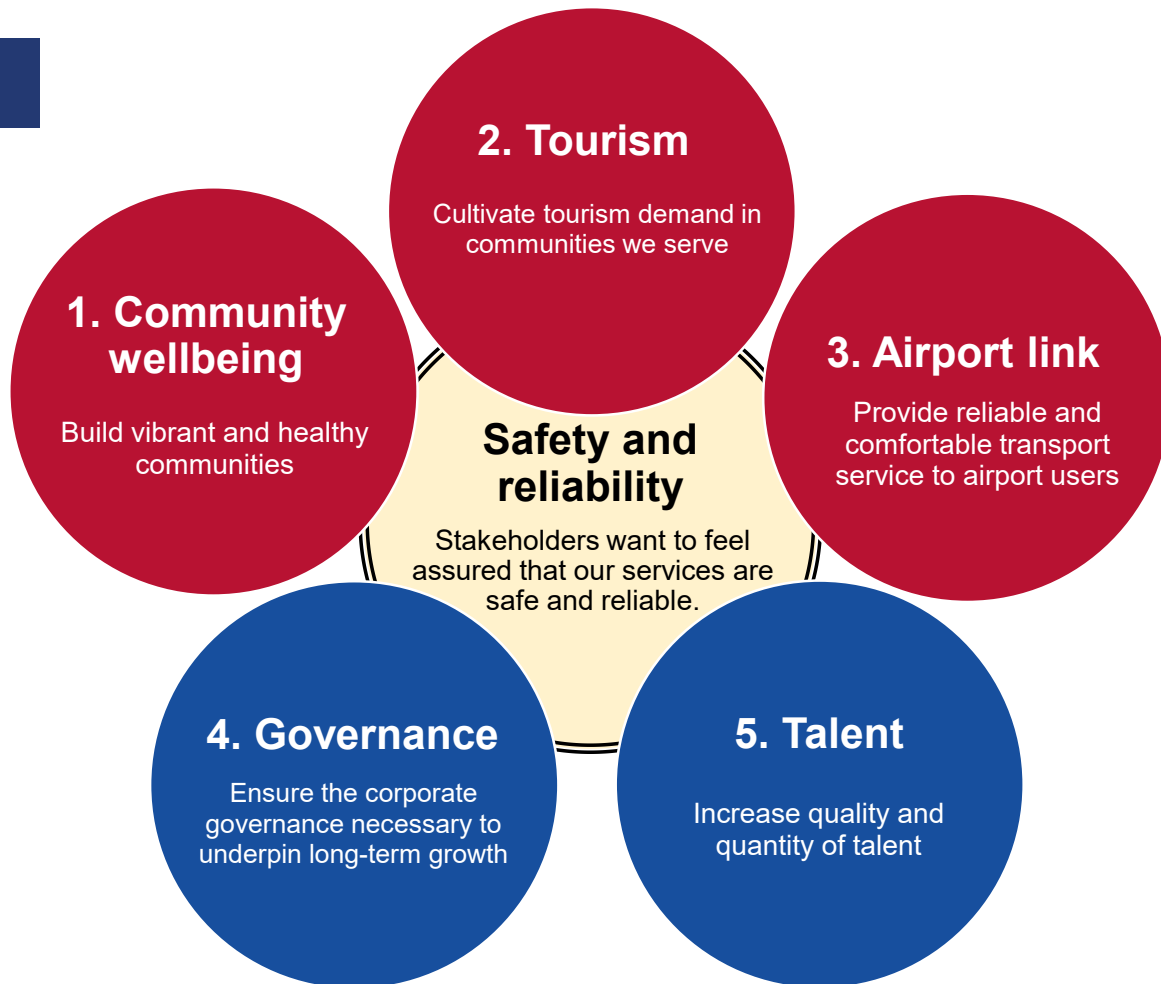 2. Tourism
Cultivate tourism demand in
communities we serve
1. Community
wellbeing
Build vibrant and healthy
communities
3. Airport link
Provide reliable and
comfortable transport
service to airport users
Safety and
reliability
Stakeholders want to feel
assured that our services are
safe and reliable.
4. Governance
Ensure the corporate
governance necessary to
underpin long-term growth
5. Talent
Increase quality and
quantity of talent